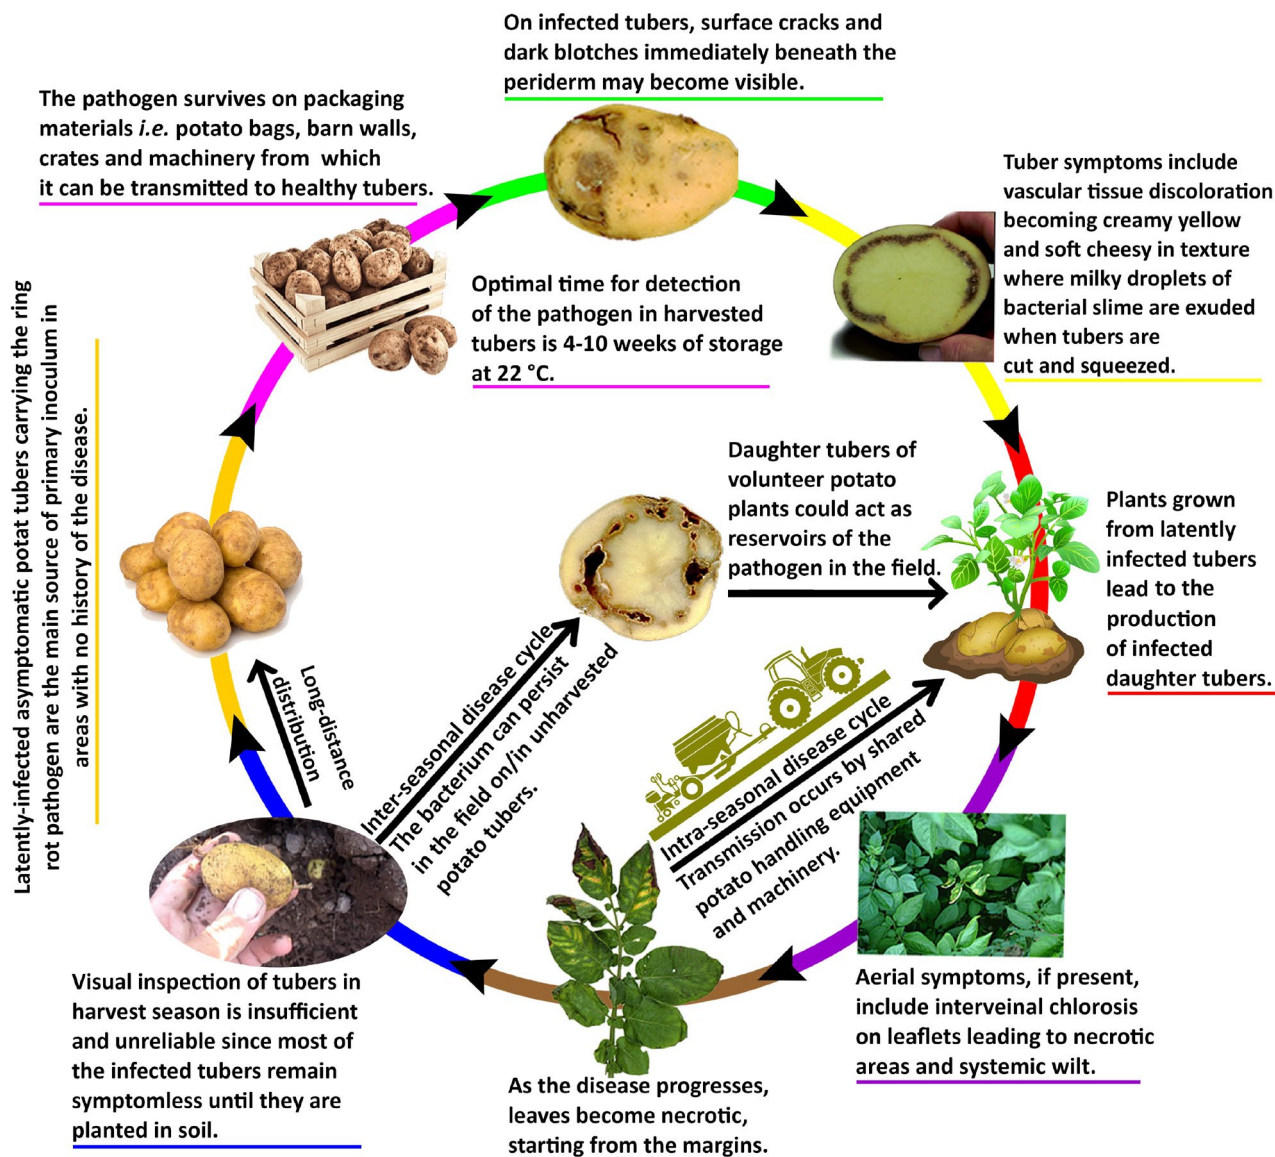 On infected tubers, surface cracks and
dark blotches immediately beneath the
periderm may become visible.
The pathogen survives on packaging
materials i.e. potato bags, barn walls,
crates and machinery from which
it can be transmitted to healthy tubers.
Tuber symptoms include
vascular tissue discoloration
becoming creamy yellow
and soft cheesy in texture
where milky droplets of
bacterial slime are exuded
when tubers are
cut and squeezed.
Optimal time for detection
of the pathogen in harvested
tubers is 4-10 weeks of storage
at 22 °C.
Latently-infected asymptomatic potat tubers carrying the ring
rot pathogen are the main source of primary inoculum in
areas with no history of the disease.
Daughter tubers of
volunteer potato
plants could act as
reservoirs of the
pathogen in the field.
Plants grown
from latently
infected tubers
lead to the
production
of infected
daughter tubers.
Long-distance
distribution
Inter-seasonal disease cycle
The bacterium can persist
in the field on/in unharvested
potato tubers.
Intra-seasonal disease cycle
Transmission occurs by shared
potato handling equipment
and machinery.
Visual inspection of tubers in
harvest season is insufficient
and unreliable since most of
the infected tubers remain
symptomless until they are
planted in soil.
As the disease progresses,
leaves become necrotic,
starting from the margins.
Aerial symptoms, if present,
include interveinal chlorosis
on leaflets leading to necrotic
areas and systemic wilt.